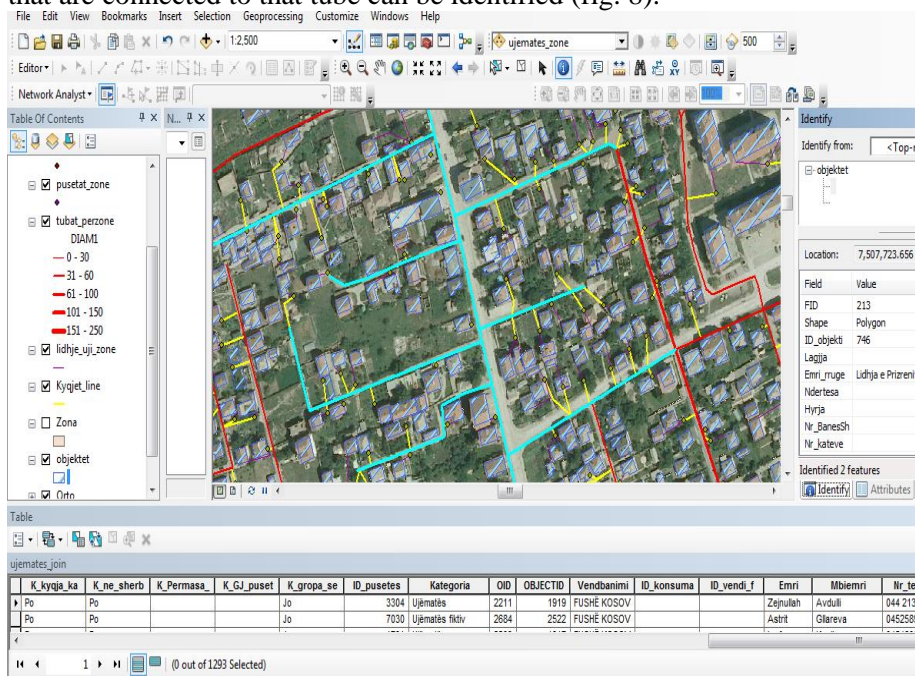 that are connected to that tube can be identified (fig. 8).
File Edit View Bookmarks Insert Selection Geoprocessing Customize Windows Help
1:2,500 ujemates_zone 500
Editor
Network Analyst
Table Of Contents N... Identify
Identify from: <Top-
pusetat_zone
tubat_perzone
DIAM1
0 - 30
31 - 60
61 - 100
101 - 150
151 - 250
lidhje_uji_zone
Kyqjet_line
Zona
objektet
Orto
objektet
Location: 7,507,723.656
Field Value
FID 213
Shape Polygon
ID_objekti 746
Lagjja
Emri_rruge Lidhja e Prizrenit
Ndertesa
Hyrja
Nr_BanesSh
Nr_kateve
Identified 2 features
Identify Attributes
Table
ujemates_join
K_kyqja_ka K_ne_sherb K_Permasa_ K_GJ_puset K_gropa_se ID_pusetes Kategoria OID OBJECTID Vendbanimi ID_konsuma ID_vendi_f Emri Mbiemri Nr_te
Po Po Jo 3304 Ujëmatës 2211 1919 FUSHË KOSOV Zejnullah Avdulli 044 213
Po Po Jo 7030 Ujëmatës fiktiv 2684 2522 FUSHË KOSOV Astrit Gllareva 0452589
1 (0 out of 1293 Selected)